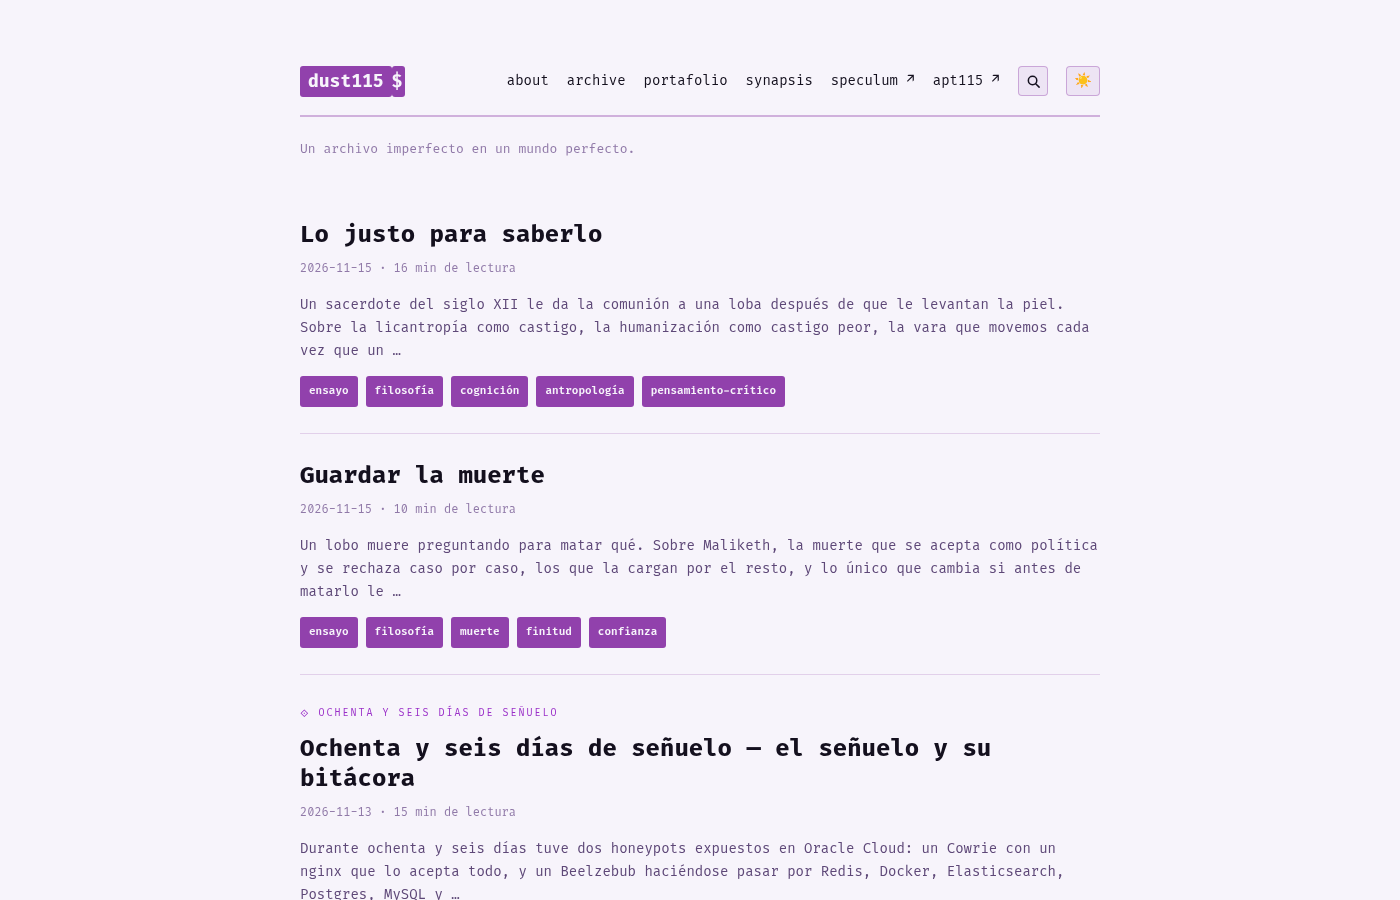 dust115 $
about archive portafolio synapsis speculum ↗ apt115 ↗
Un archivo imperfecto en un mundo perfecto.
Lo justo para saberlo
2026-11-15 · 16 min de lectura
Un sacerdote del siglo XII le da la comunión a una loba después de que le levantan la piel.
Sobre la licantropía como castigo, la humanización como castigo peor, la vara que movemos cada
vez que un …
ensayo filosofía cognición antropología pensamiento-crítico
Guardar la muerte
2026-11-15 · 10 min de lectura
Un lobo muere preguntando para matar qué. Sobre Maliketh, la muerte que se acepta como política
y se rechaza caso por caso, los que la cargan por el resto, y lo único que cambia si antes de
matarlo le …
ensayo filosofía muerte finitud confianza
OCHENTA Y SEIS DÍAS DE SEÑUELO
Ochenta y seis días de señuelo — el señuelo y su
bitácora
2026-11-13 · 15 min de lectura
Durante ochenta y seis días tuve dos honeypots expuestos en Oracle Cloud: un Cowrie con un
nginx que lo acepta todo, y un Beelzebub haciéndose pasar por Redis, Docker, Elasticsearch,
Postgres, MySQL y …